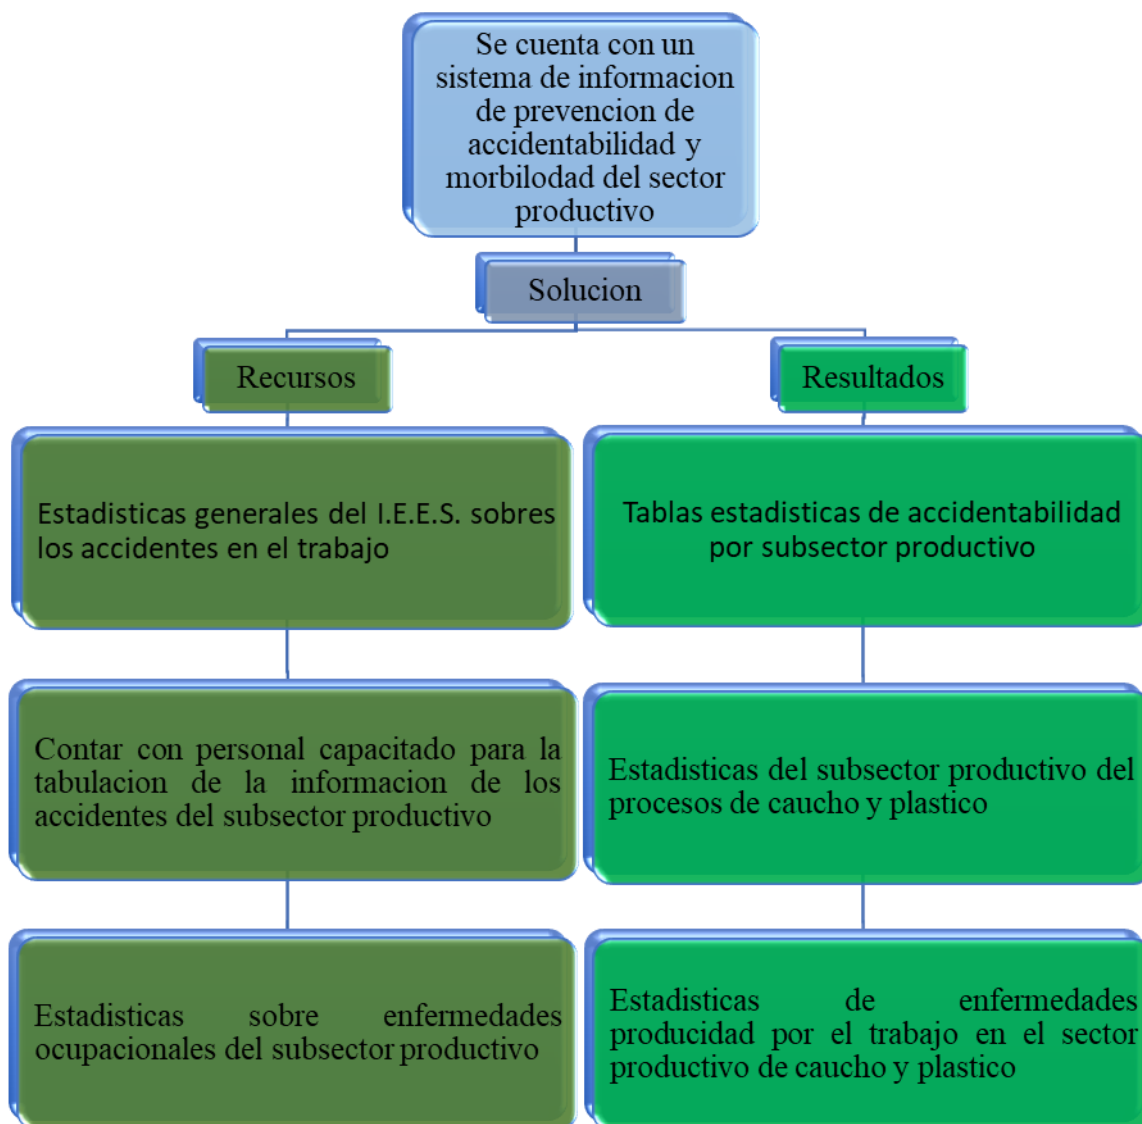 Se cuenta con un
sistema de informacion
de prevencion de
accidentabilidad y
morbilodad del sector
productivo
Solucion
Recursos
Resultados
Estadisticas generales del I.E.E.S. sobres
los accidentes en el trabajo
Tablas estadisticas de accidentabilidad
por subsector productivo
Contar con personal capacitado para la
tabulacion de la informacion de los
accidentes del subsector productivo
Estadisticas del subsector productivo del
procesos de caucho y plastico
Estadisticas sobre enfermedades
ocupacionales del subsector productivo
Estadisticas de enfermedades
producidad por el trabajo en el sector
productivo de caucho y plastico